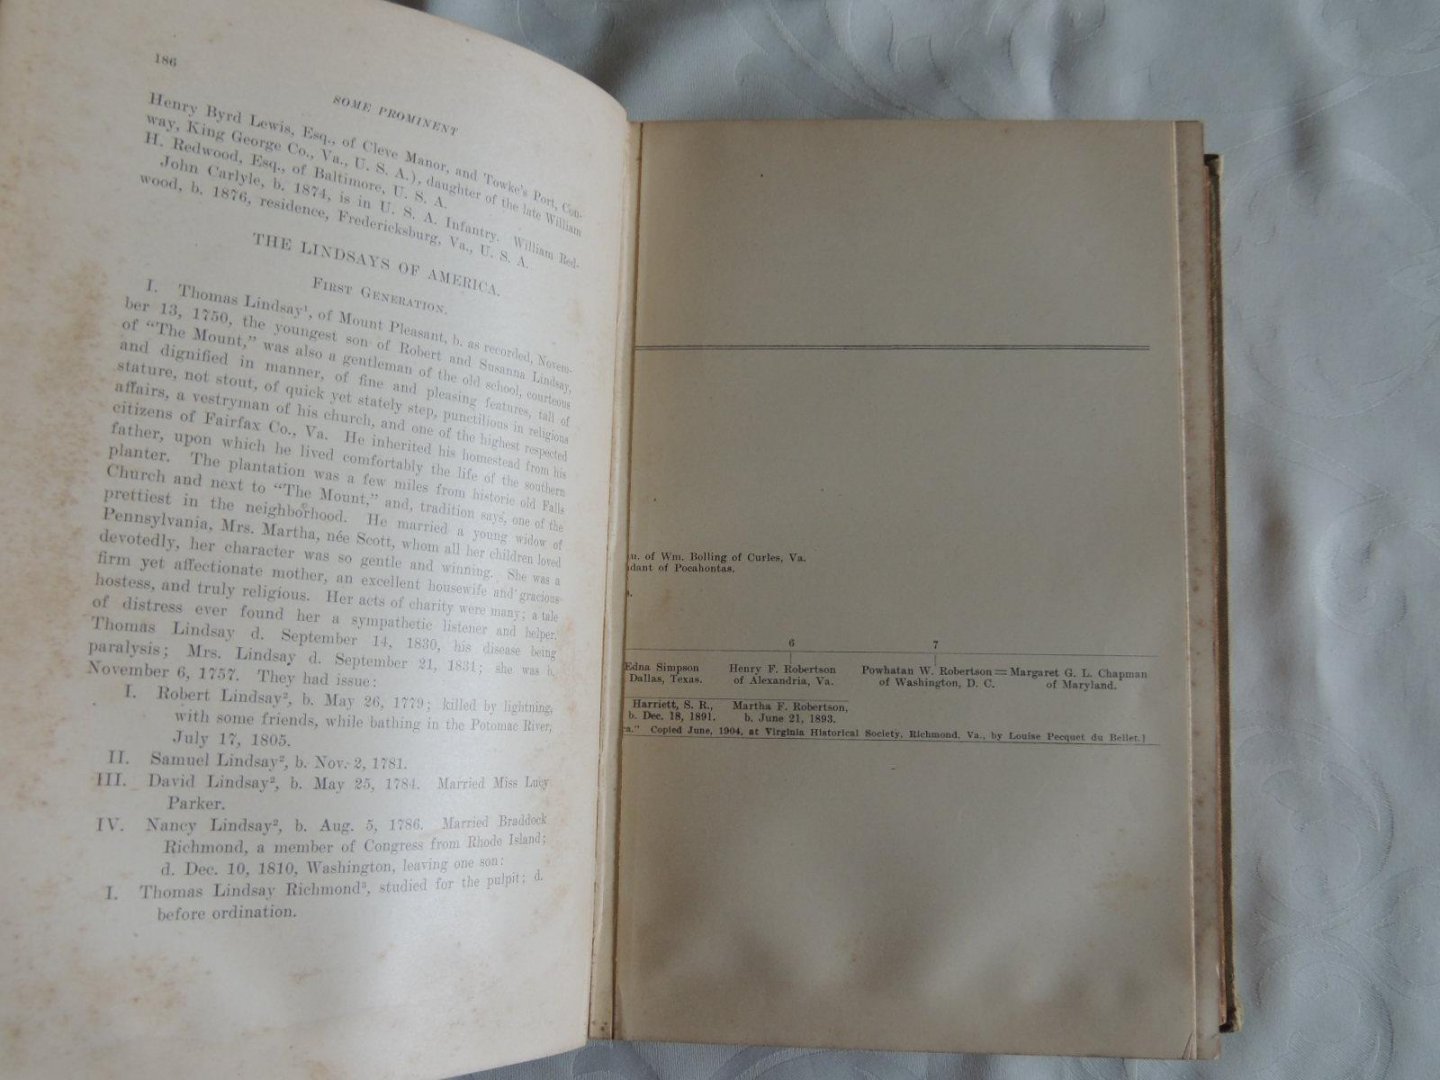 186
SOME PROMINENT
Henry Byrd Lewis, Esq., of Cleve Manor, and Towke's Port, Con-
way, King George Co., Va., U. S. A.), daughter of the late William
H. Redwood, Esq., of Baltimore, U. S. A.
John Carlyle, b. 1874, is in U. S. A. Infantry. William Red-
wood, b. 1876, residence, Fredericksburg, Va., U. S. A.
THE LINDSAYS OF AMERICA.
FIRST GENERATION.
I. Thomas Lindsay¹, of Mount Pleasant, b. as recorded, Novem-
ber 13, 1750, the youngest son of Robert and Susanna Lindsay,
of "The Mount," was also a gentleman of the old school, courteous
and dignified in manner, of fine and pleasing features, tall of
stature, not stout, of quick yet stately step, punctilious in religious
affairs, a vestryman of his church, and one of the highest respected
citizens of Fairfax Co., Va. He inherited his homestead from his
father, upon which he lived comfortably the life of the southern
planter. The plantation was a few miles from historic old Falls
Church and next to "The Mount," and, tradition says, one of the
prettiest in the neighborhood. He married a young widow of
Pennsylvania, Mrs. Martha, née Scott, whom all her children loved
devotedly, her character was so gentle and winning. She was a
firm yet affectionate mother, an excellent housewife and gracious
hostess, and truly religious. Her acts of charity were many; a tale
of distress ever found her a sympathetic listener and helper.
Thomas Lindsay d. September 14, 1830, his disease being
paralysis; Mrs. Lindsay d. September 21, 1831; she was b.
November 6, 1757. They had issue:
I. Robert Lindsay², b. May 26, 1779; killed by lightning,
with some friends, while bathing in the Potomac River,
July 17, 1805.
II. Samuel Lindsay², b. Nov. 2, 1781.
III. David Lindsay², b. May 25, 1784. Married Miss Lucy
Parker.
IV. Nancy Lindsay², b. Aug. 5, 1786. Married Braddock
Richmond, a member of Congress from Rhode Island;
d. Dec. 10, 1810, Washington, leaving one son:
I. Thomas Lindsay Richmond³, studied for the pulpit; d.
before ordination.
of Wm. Bolling of Curles, Va.
dant of Pocahontas.
6 7
Edna Simpson Henry F. Robertson Powhatan W. Robertson = Margaret G. L. Chapman
Dallas, Texas. of Alexandria, Va. of Washington, D. C. of Maryland.
Harriett, S. R., Martha F. Robertson,
b. Dec. 18, 1891. b. June 21, 1893.
Copied June, 1904, at Virginia Historical Society, Richmond, Va., by Louise Pecquet du Bellet.]